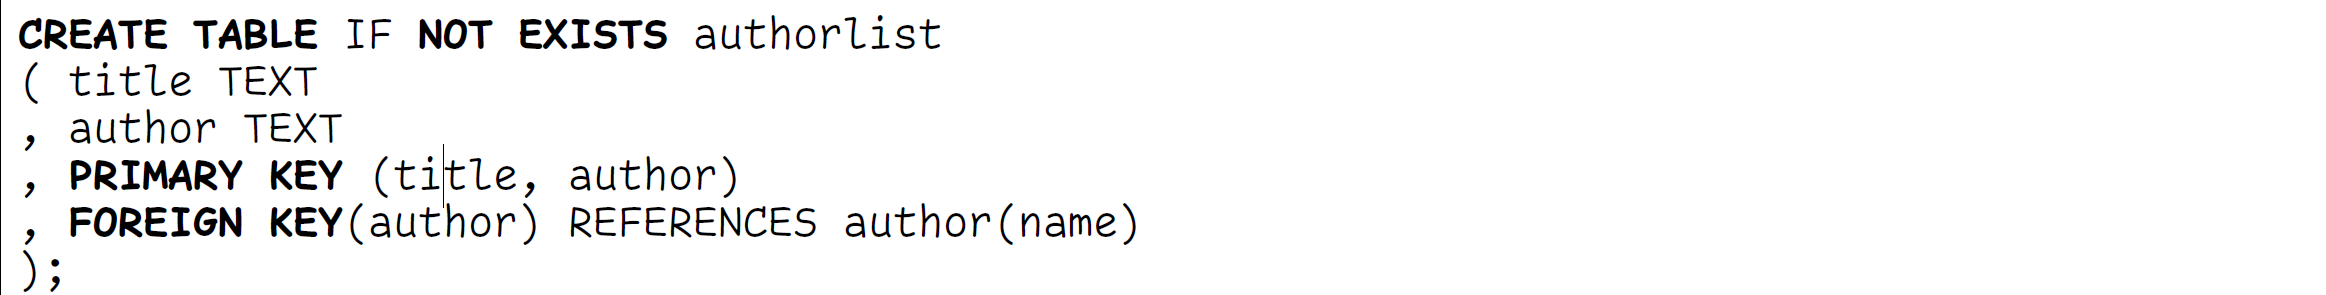 CREATE TABLE IF NOT EXISTS authorlist
( title TEXT
, author TEXT
, PRIMARY KEY (title, author)
, FOREIGN KEY(author) REFERENCES author(name)
);